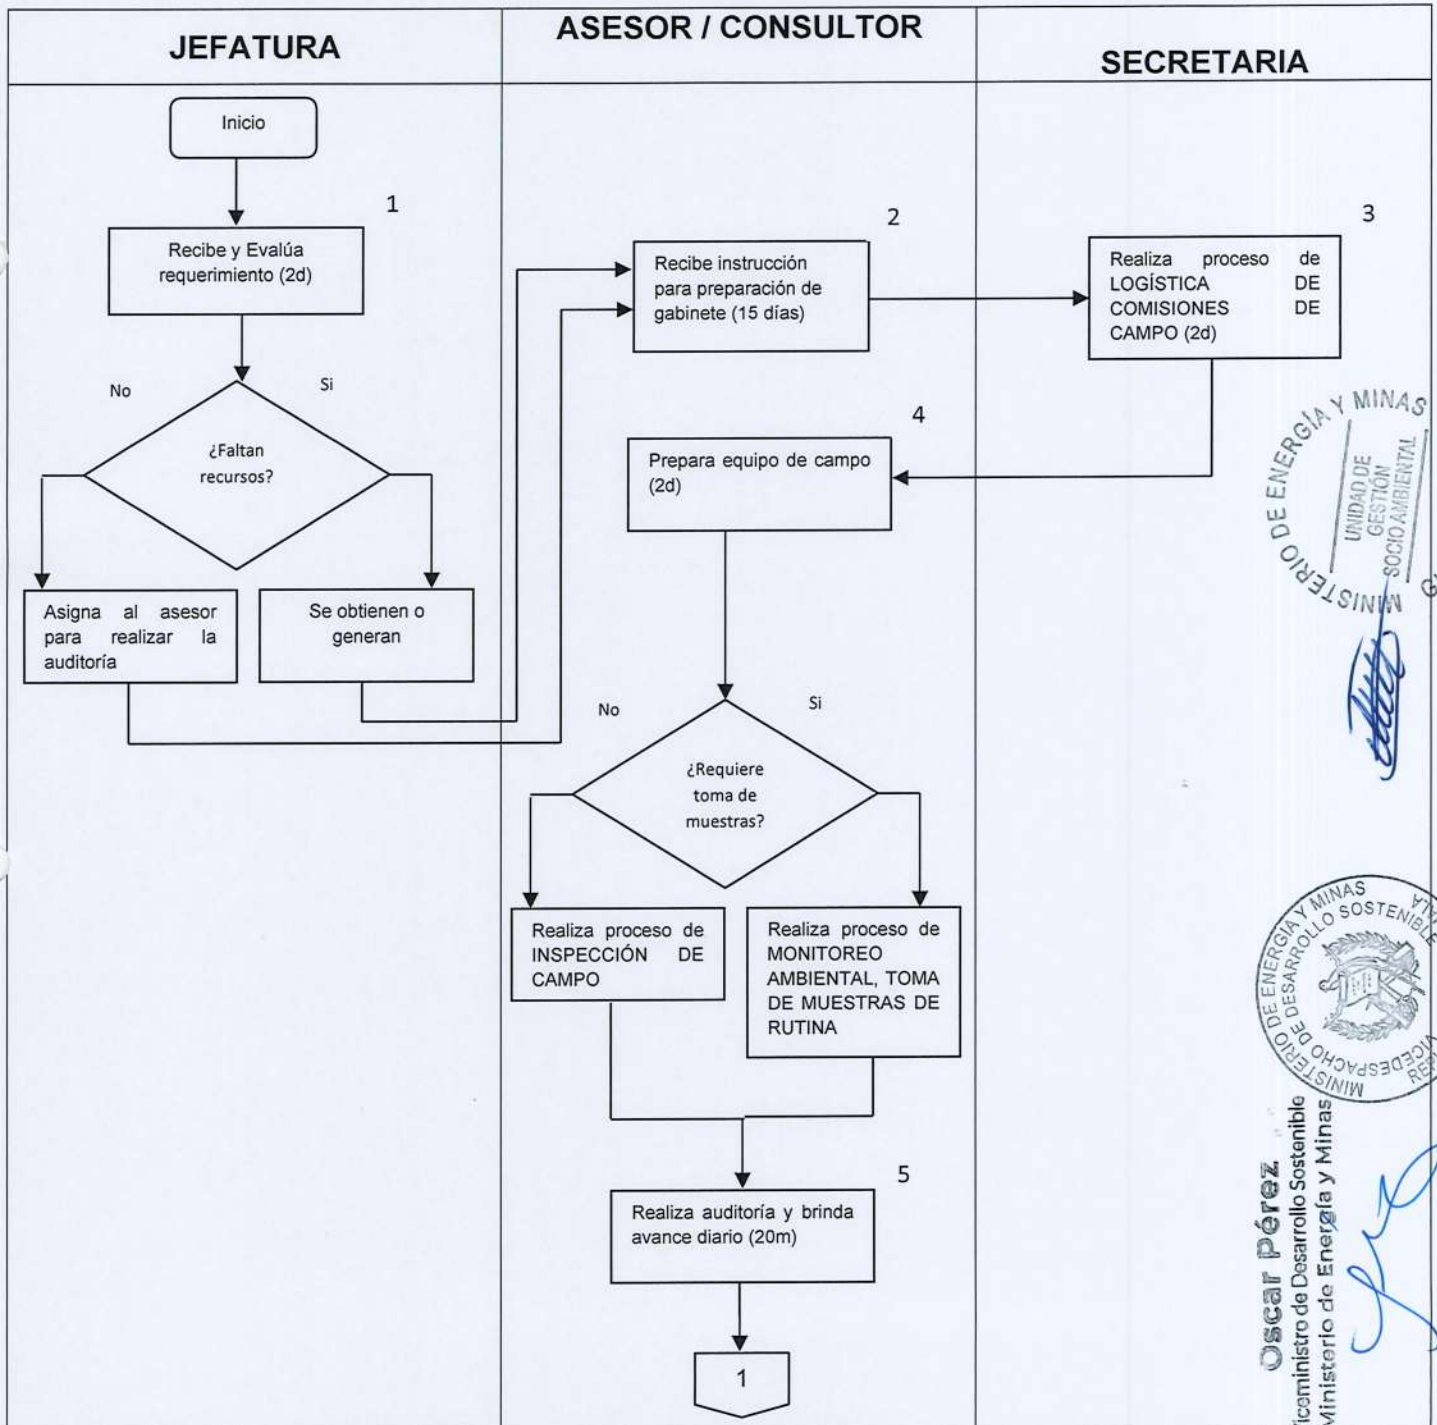 JEFATURA
ASESOR / CONSULTOR
SECRETARIA
Inicio
1
Recibe y Evalúa
requerimiento (2d)
No
Si
¿Faltan
recursos?
Asigna al asesor
para realizar la
auditoría
Se obtienen o
generan
2
Recibe instrucción
para preparación de
gabinete (15 días)
3
Realiza proceso de
LOGÍSTICA DE
COMISIONES DE
CAMPO (2d)
4
Prepara equipo de campo
(2d)
No
Si
¿Requiere
toma de
muestras?
Realiza proceso de
INSPECCIÓN DE
CAMPO
Realiza proceso de
MONITOREO
AMBIENTAL, TOMA
DE MUESTRAS DE
RUTINA
5
Realiza auditoría y brinda
avance diario (20m)
1
MINISTERIO DE ENERGÍA Y MINAS
UNIDAD DE
GESTIÓN
SOCIO AMBIENTAL
MINISTERIO DE ENERGIA Y MINAS
VICEDESPACHO DE DESARROLLO SOSTENIBLE
Oscar Pérez
iceministro de Desarrollo Sostenible
Ministerio de Energía y Minas